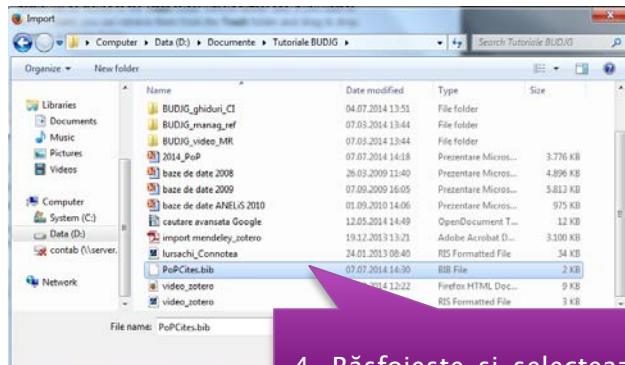 Import
Computer ▸ Data (D:) ▸ Documente ▸ Tutoriale BUDJG ▸
Search Tutoriale BUDJG
Organize New folder
Name Date modified Type Size
Libraries
Documents
Music
Pictures
Videos
Computer
System (C:)
Data (D:)
contab (\\server.
Network
BUDJG_ghiduri_CI 04.07.2014 13:51 File folder
BUDJG_manag_ref 07.03.2014 13:44 File folder
BUDJG_video_MR 07.03.2014 13:44 File folder
2014_PoP 07.07.2014 14:18 Prezentare Micros... 3.776 KB
baze de date 2008 26.03.2009 11:40 Prezentare Micros... 4.896 KB
baze de date 2009 07.09.2009 16:05 Prezentare Micros... 5.813 KB
baze de date ANELiS 2010 01.09.2010 14:06 Prezentare Micros... 975 KB
cautare avansata Google 12.05.2014 14:49 OpenDocument T... 12 KB
import mendeley_zotero 19.12.2013 13:21 Adobe Acrobat D... 3.100 KB
Iursachi_Connotea 24.01.2013 08:40 RIS Formatted File 34 KB
PoPCites.bib 07.07.2014 14:30 BIB File 2 KB
video_zotero 2014 12:22 Firefox HTML Doc... 9 KB
video_zotero RIS Formatted File 3 KB
File name: PoPCites.bib